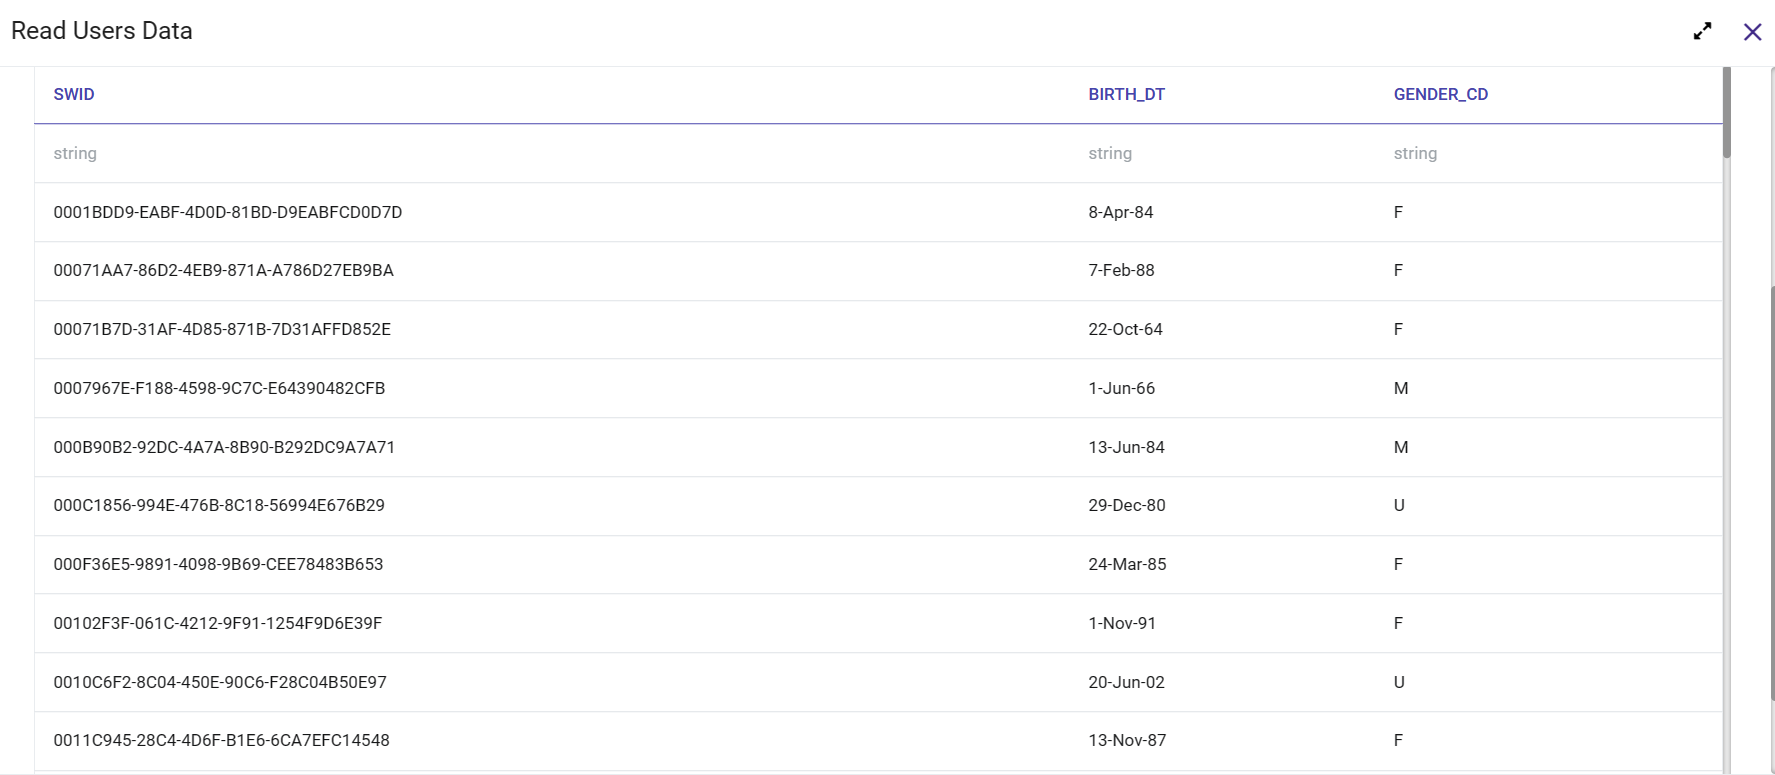 Read Users Data
SWID BIRTH_DT GENDER_CD
string string string
0001BDD9-EABF-4D0D-81BD-D9EABFCD0D7D 8-Apr-84 F
00071AA7-86D2-4EB9-871A-A786D27EB9BA 7-Feb-88 F
00071B7D-31AF-4D85-871B-7D31AFFD852E 22-Oct-64 F
0007967E-F188-4598-9C7C-E64390482CFB 1-Jun-66 M
000B90B2-92DC-4A7A-8B90-B292DC9A7A71 13-Jun-84 M
000C1856-994E-476B-8C18-56994E676B29 29-Dec-80 U
000F36E5-9891-4098-9B69-CEE78483B653 24-Mar-85 F
00102F3F-061C-4212-9F91-1254F9D6E39F 1-Nov-91 F
0010C6F2-8C04-450E-90C6-F28C04B50E97 20-Jun-02 U
0011C945-28C4-4D6F-B1E6-6CA7EFC14548 13-Nov-87 F